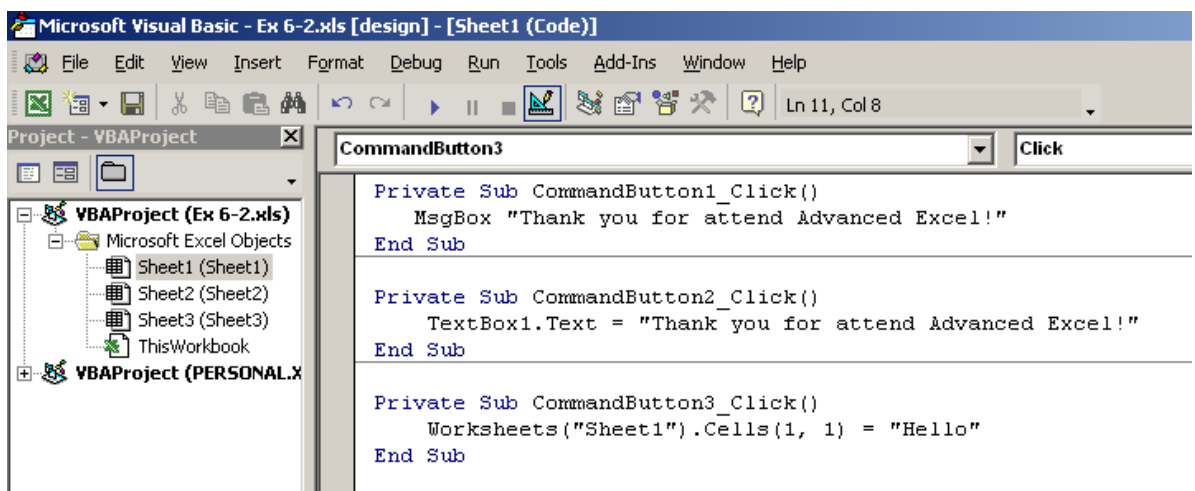 Microsoft Visual Basic - Ex 6-2.xls [design] - [Sheet1 (Code)]
File Edit View Insert Format Debug Run Tools Add-Ins Window Help
Ln 11, Col 8
Project - VBAProject
VBAProject (Ex 6-2.xls)
Microsoft Excel Objects
Sheet1 (Sheet1)
Sheet2 (Sheet2)
Sheet3 (Sheet3)
ThisWorkbook
VBAProject (PERSONAL.X
CommandButton3 Click
Private Sub CommandButton1_Click()
MsgBox "Thank you for attend Advanced Excel!"
End Sub
Private Sub CommandButton2_Click()
TextBox1.Text = "Thank you for attend Advanced Excel!"
End Sub
Private Sub CommandButton3_Click()
Worksheets("Sheet1").Cells(1, 1) = "Hello"
End Sub